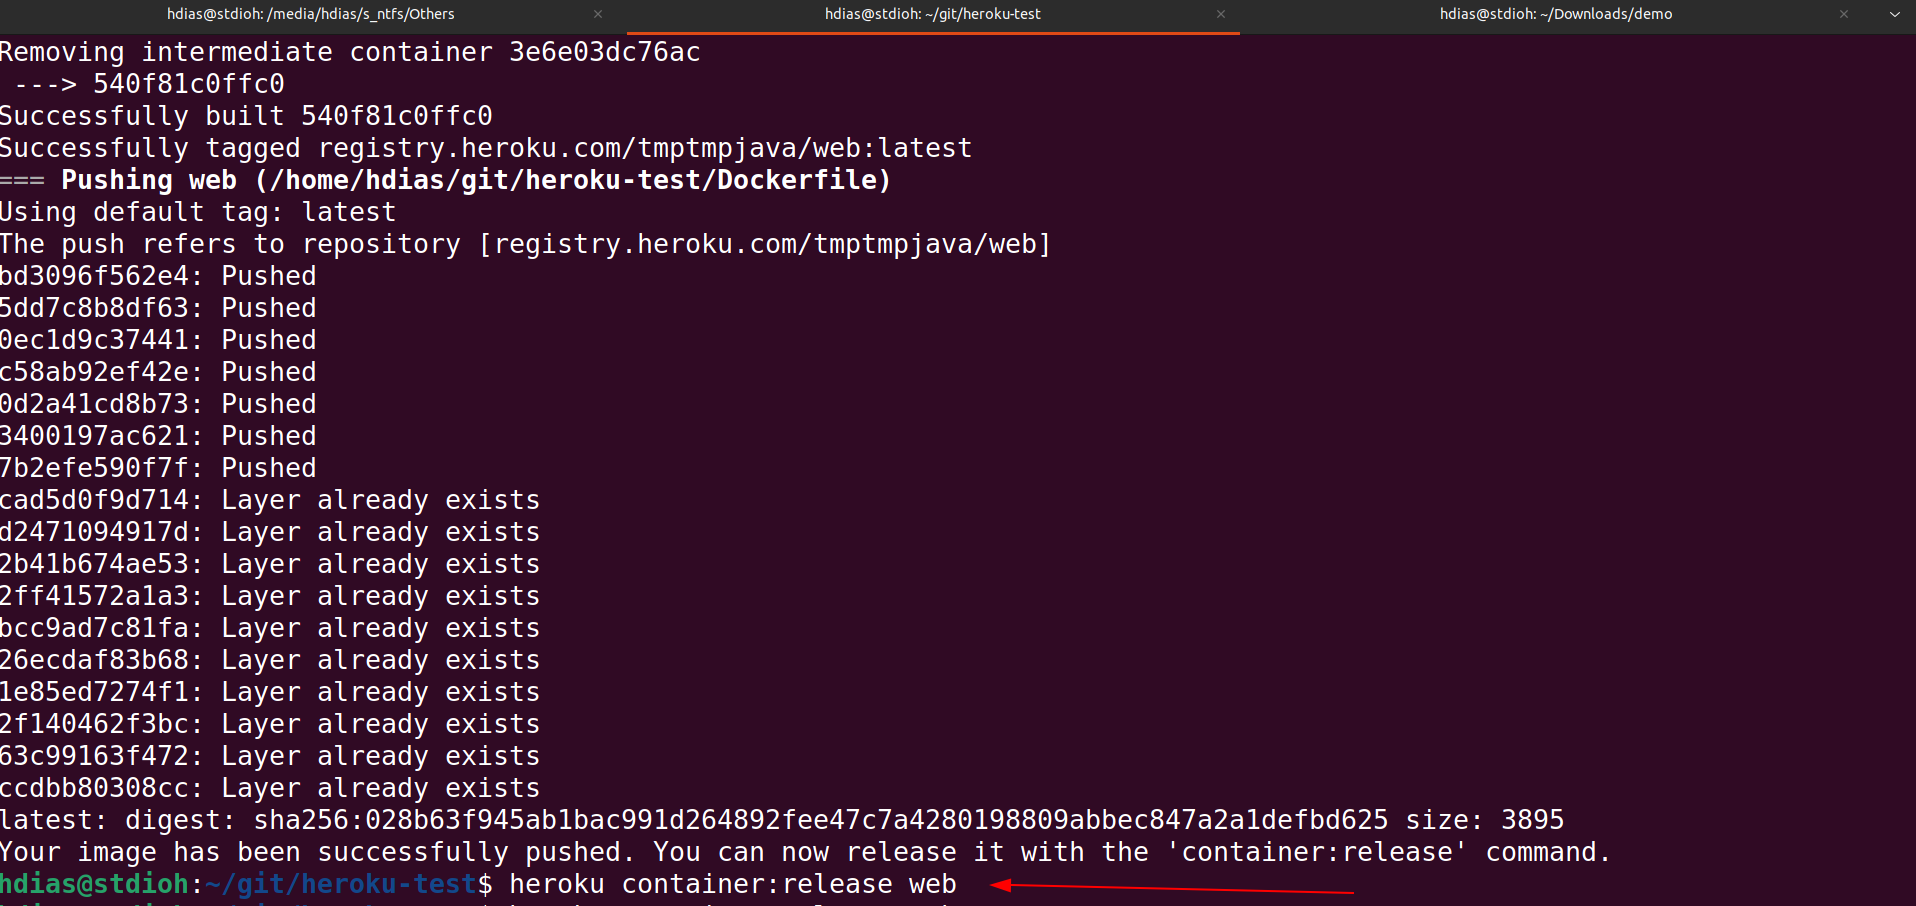 hdias@stdioh: /media/hdias/s_ntfs/Others
hdias@stdioh: ~/git/heroku-test
hdias@stdioh: ~/Downloads/demo
Removing intermediate container 3e6e03dc76ac
---> 540f81c0ffc0
Successfully built 540f81c0ffc0
Successfully tagged registry.heroku.com/tmptmpjava/web:latest
=== Pushing web (/home/hdias/git/heroku-test/Dockerfile)
Using default tag: latest
The push refers to repository [registry.heroku.com/tmptmpjava/web]
bd3096f562e4: Pushed
5dd7c8b8df63: Pushed
0ec1d9c37441: Pushed
c58ab92ef42e: Pushed
0d2a41cd8b73: Pushed
3400197ac621: Pushed
7b2efe590f7f: Pushed
cad5d0f9d714: Layer already exists
d2471094917d: Layer already exists
2b41b674ae53: Layer already exists
2ff41572a1a3: Layer already exists
bcc9ad7c81fa: Layer already exists
26ecdaf83b68: Layer already exists
1e85ed7274f1: Layer already exists
2f140462f3bc: Layer already exists
63c99163f472: Layer already exists
ccdbb80308cc: Layer already exists
latest: digest: sha256:028b63f945ab1bac991d264892fee47c7a4280198809abbec847a2a1defbd625 size: 3895
Your image has been successfully pushed. You can now release it with the 'container:release' command.
hdias@stdioh:~/git/heroku-test$ heroku container:release web